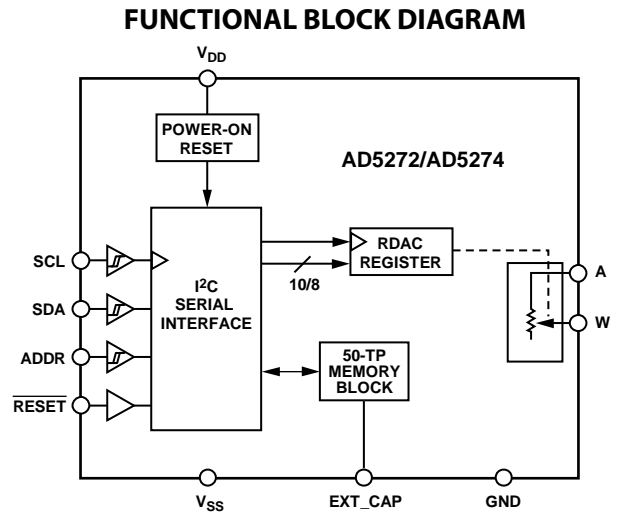 FUNCTIONAL BLOCK DIAGRAM
VDD
POWER-ON
RESET
AD5272/AD5274
SCL
SDA
ADDR
RESET
I2C
SERIAL
INTERFACE
10/8
RDAC
REGISTER
A
W
50-TP
MEMORY
BLOCK
VSS
EXT_CAP
GND